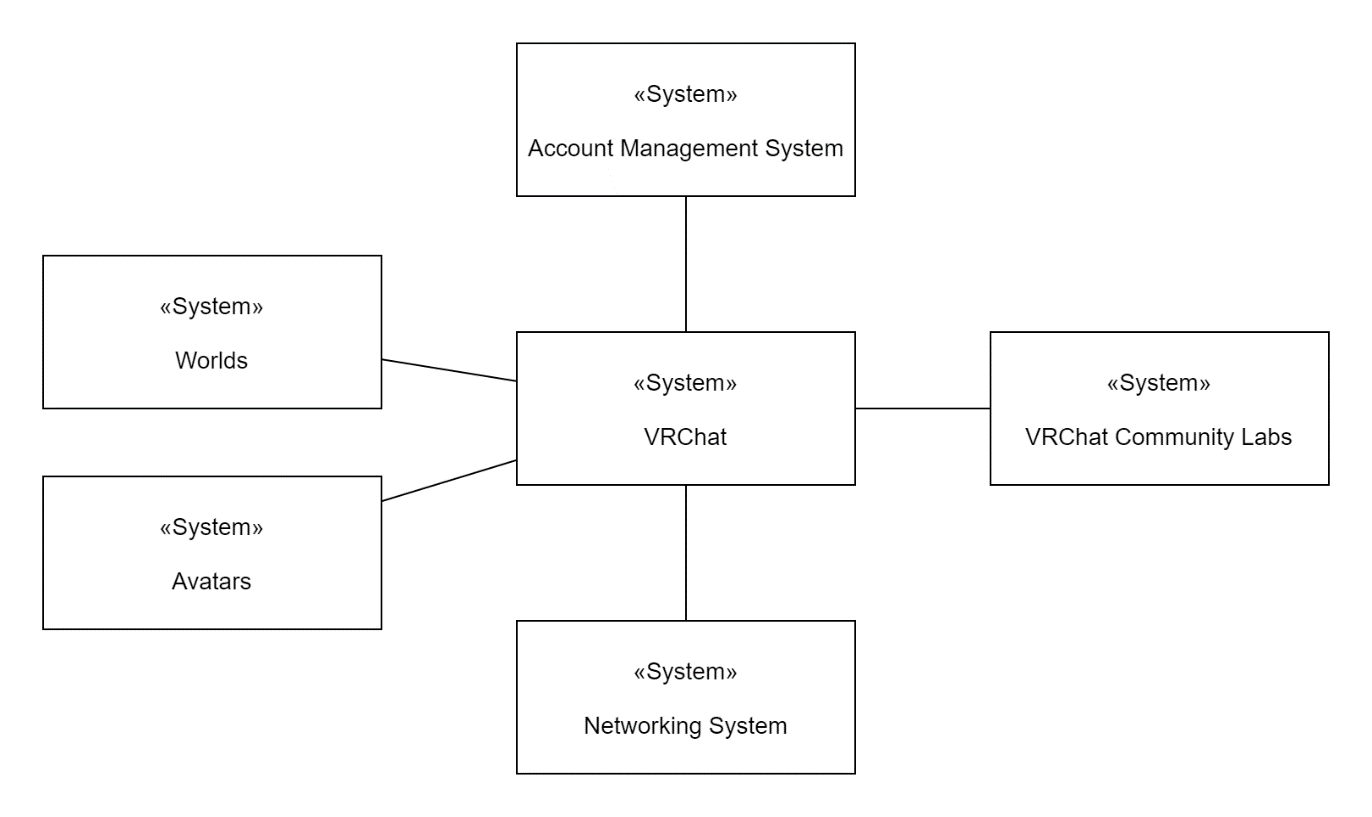 «System»
Account Management System
«System»
Worlds
«System»
VRChat
«System»
VRChat Community Labs
«System»
Avatars
«System»
Networking System